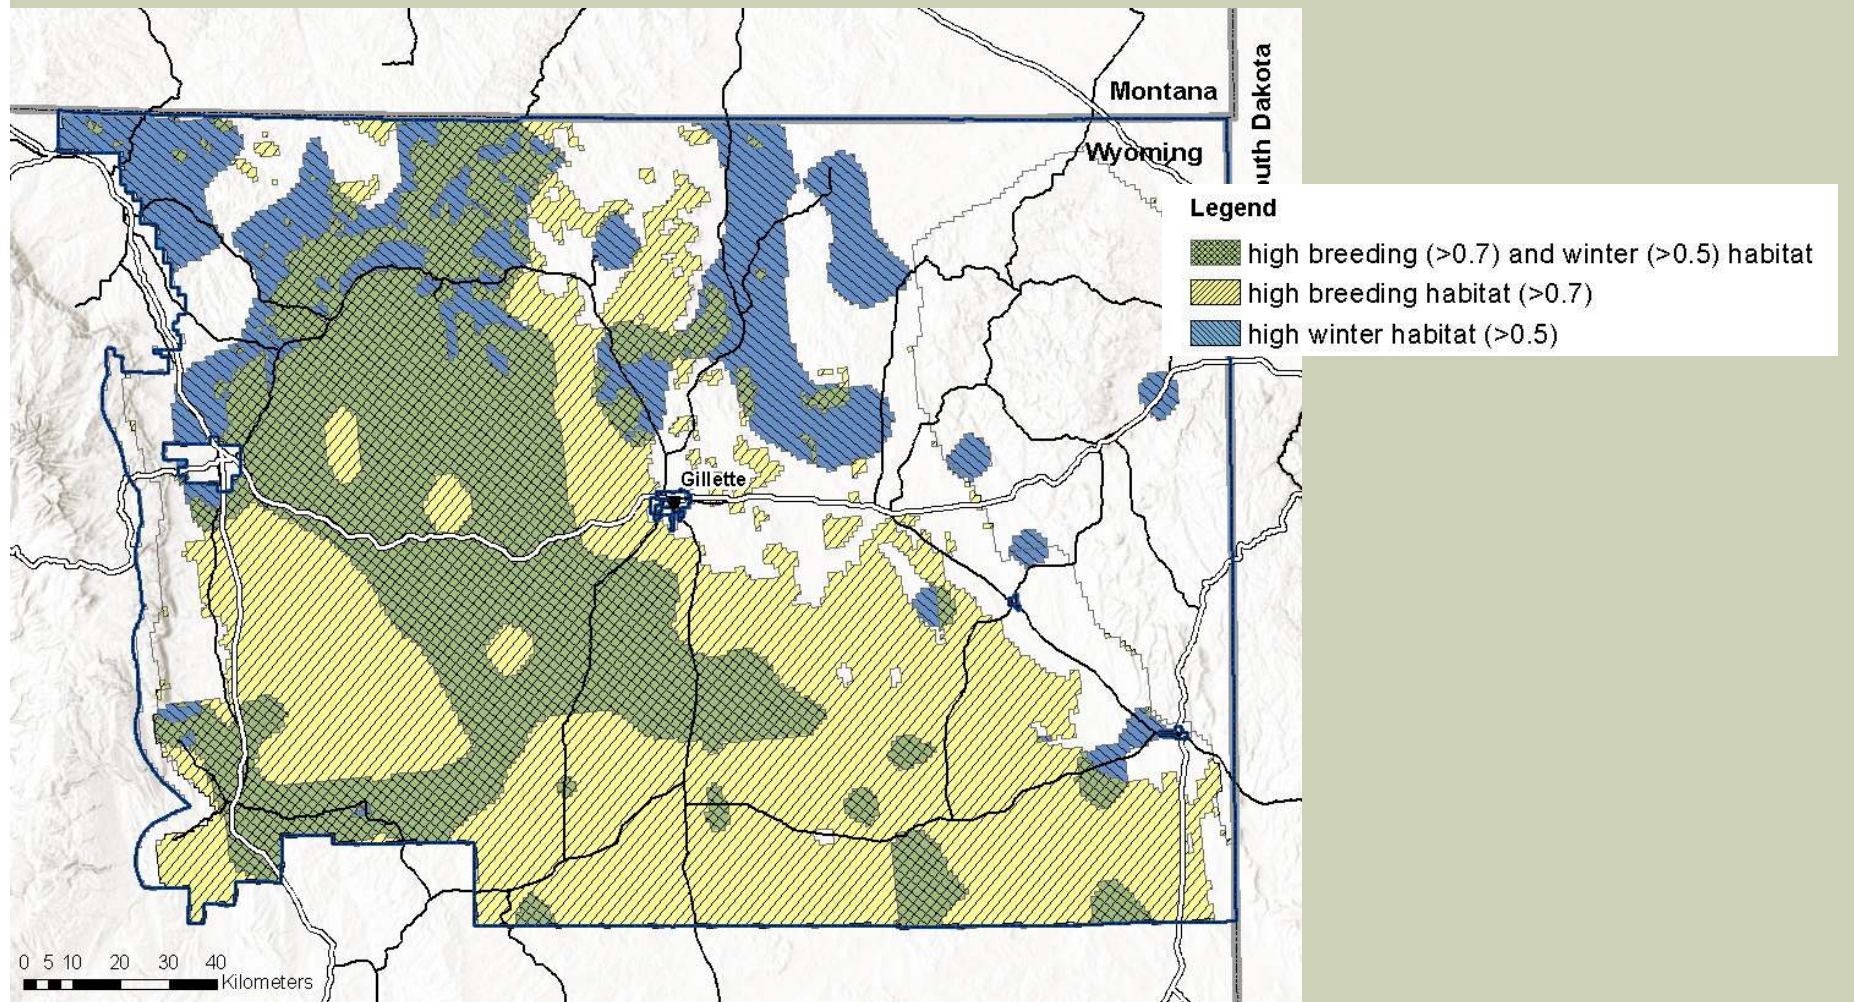 Montana
South Dakota
Wyoming
Legend
high breeding (>0.7) and winter (>0.5) habitat
high breeding habitat (>0.7)
high winter habitat (>0.5)
Gillette
0 5 10 20 30 40
Kilometers